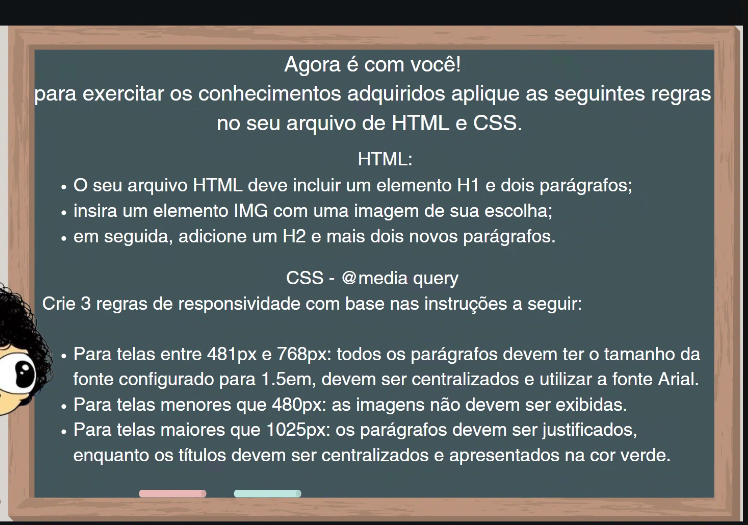 Agora é com você!
para exercitar os conhecimentos adquiridos aplique as seguintes regras
no seu arquivo de HTML e CSS.
HTML:
• O seu arquivo HTML deve incluir um elemento H1 e dois parágrafos;
• insira um elemento IMG com uma imagem de sua escolha;
• em seguida, adicione um H2 e mais dois novos parágrafos.
CSS - @media query
Crie 3 regras de responsividade com base nas instruções a seguir:
• Para telas entre 481px e 768px: todos os parágrafos devem ter o tamanho da
fonte configurado para 1.5em, devem ser centralizados e utilizar a fonte Arial.
• Para telas menores que 480px: as imagens não devem ser exibidas.
• Para telas maiores que 1025px: os parágrafos devem ser justificados,
enquanto os títulos devem ser centralizados e apresentados na cor verde.